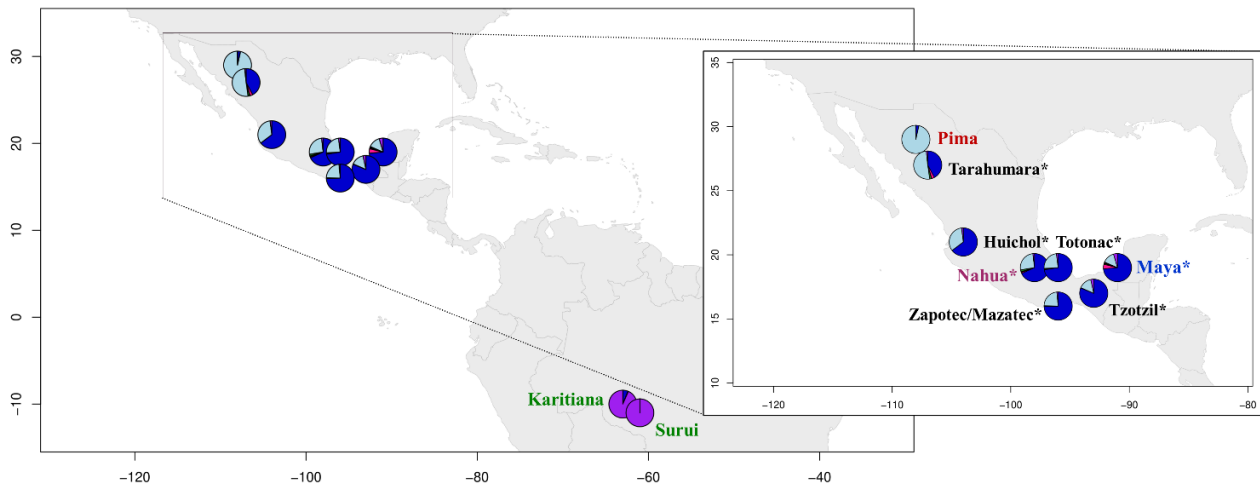 30
20
10
0
−10
−120
−100
−80
−60
−40
Karitiana
Surui
35
30
25
20
15
10
−120
−100
−90
−80
Pima
Tarahumara*
Huichol* Totonac*
Nahua*
Maya*
Zapotec/Mazatec*
Tzotzil*